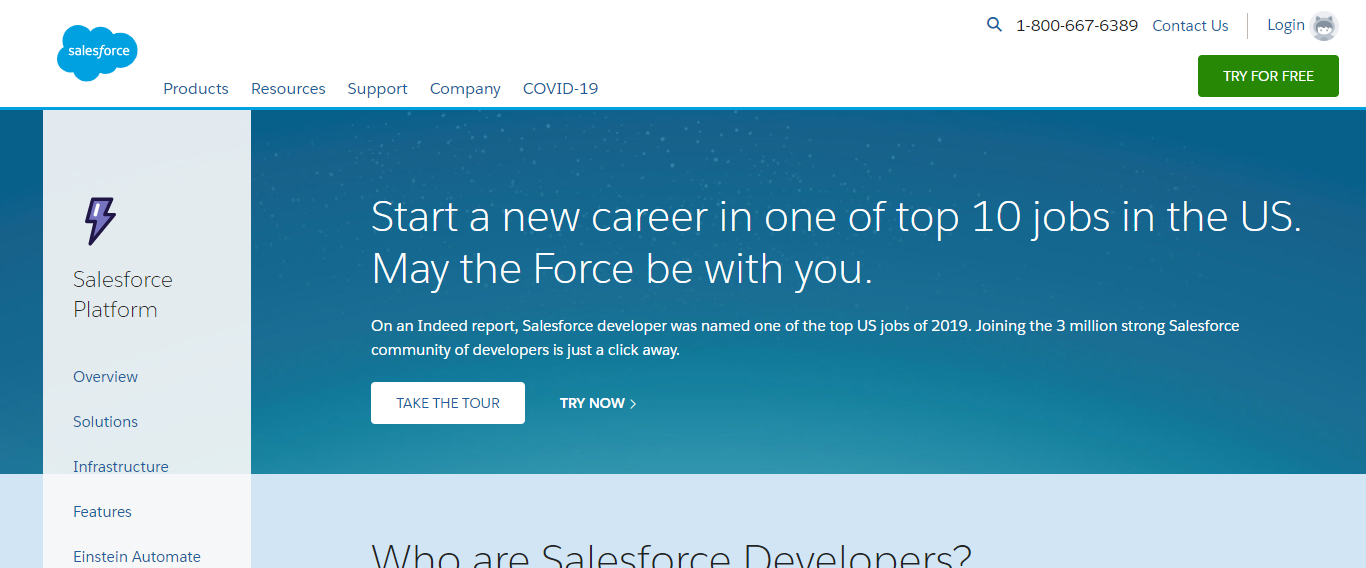 1-800-667-6389 Contact Us Login
salesforce
TRY FOR FREE
Products Resources Support Company COVID-19
Salesforce
Platform
Overview
Solutions
Infrastructure
Features
Einstein Automate
Start a new career in one of top 10 jobs in the US.
May the Force be with you.
On an Indeed report, Salesforce developer was named one of the top US jobs of 2019. Joining the 3 million strong Salesforce
community of developers is just a click away.
TAKE THE TOUR TRY NOW
Who are Salesforce Developers?